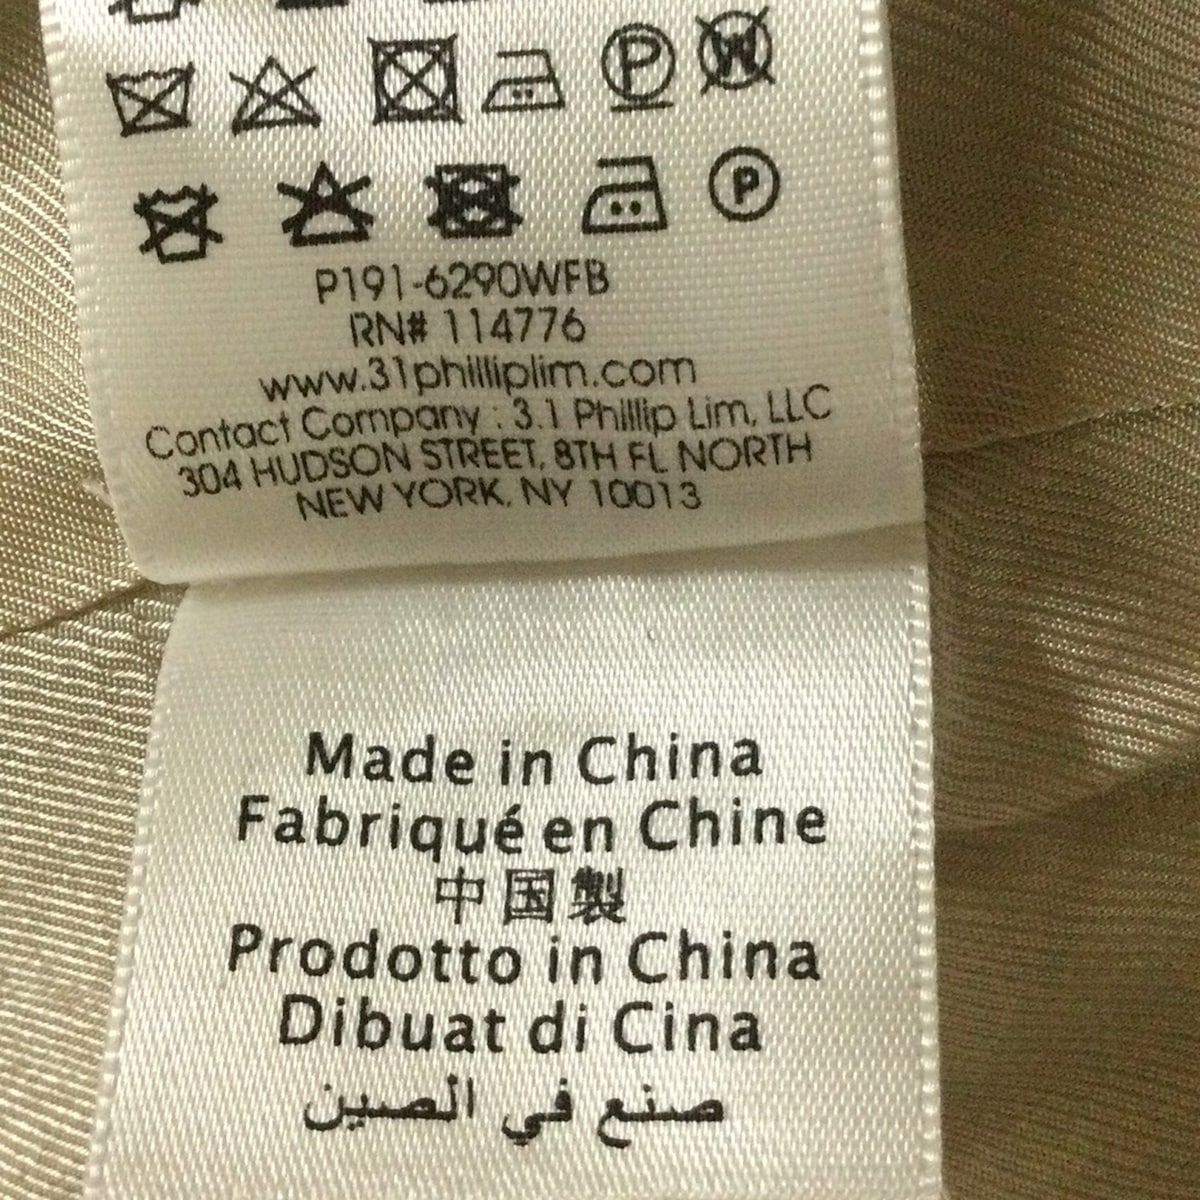 P
W
P
P191-6290WFB
RN# 114776
www.31philliplim.com
Contact Company : 3.1 Phillip Lim, LLC
304 HUDSON STREET, 8TH FL NORTH
NEW YORK, NY 10013
Made in China
Fabriqué en Chine
中国製
Prodotto in China
Dibuat di Cina
صنع في الصين